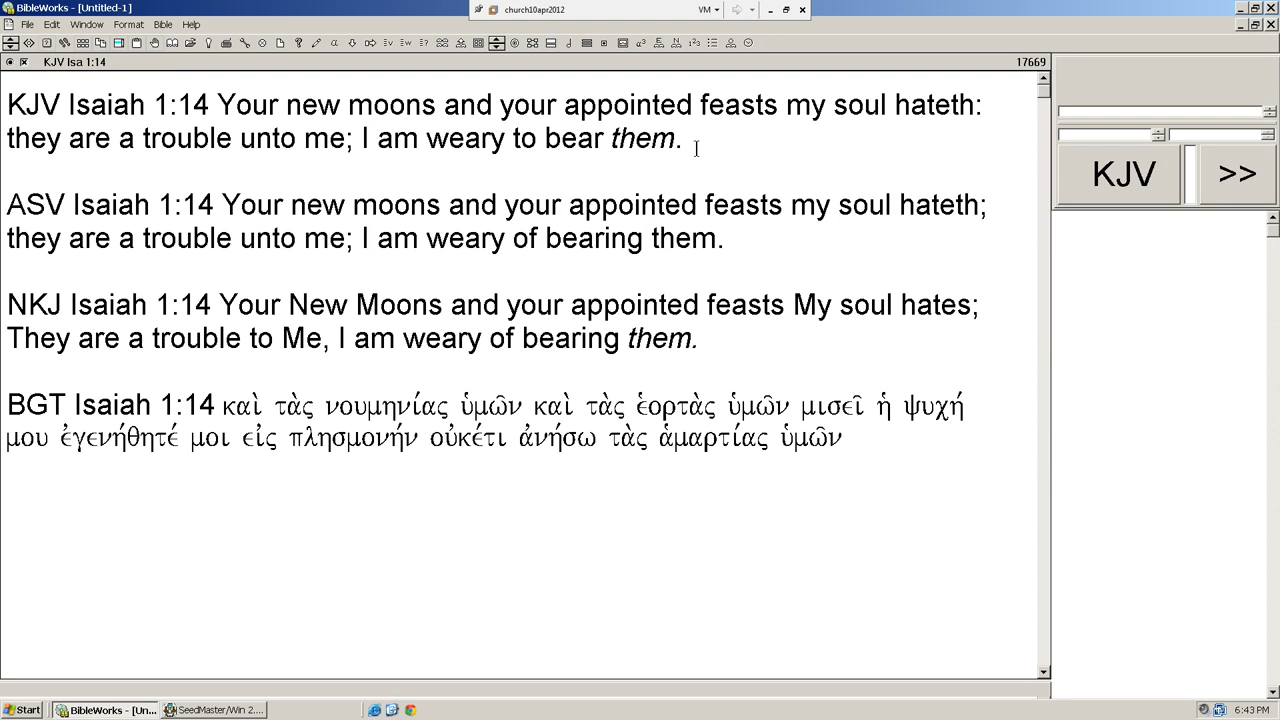 BibleWorks - [Untitled-1]
church10apr2012
VM
File Edit Window Format Bible Help
KJV Isa 1:14
17669
KJV Isaiah 1:14 Your new moons and your appointed feasts my soul hateth:
they are a trouble unto me; I am weary to bear them.
ASV Isaiah 1:14 Your new moons and your appointed feasts my soul hateth;
they are a trouble unto me; I am weary of bearing them.
NKJ Isaiah 1:14 Your New Moons and your appointed feasts My soul hates;
They are a trouble to Me, I am weary of bearing them.
BGT Isaiah 1:14 καὶ τὰς νουμηνίας ὑμῶν καὶ τὰς ἑορτὰς ὑμῶν μισεῖ ἡ ψυχή
μου ἐγενήθητέ μοι εἰς πλησμονήν οὐκέτι ἀνήσω τὰς ἁμαρτίας ὑμῶν
KJV
>>
Start
BibleWorks - [Un...
SeedMaster/Win 2....
6:43 PM